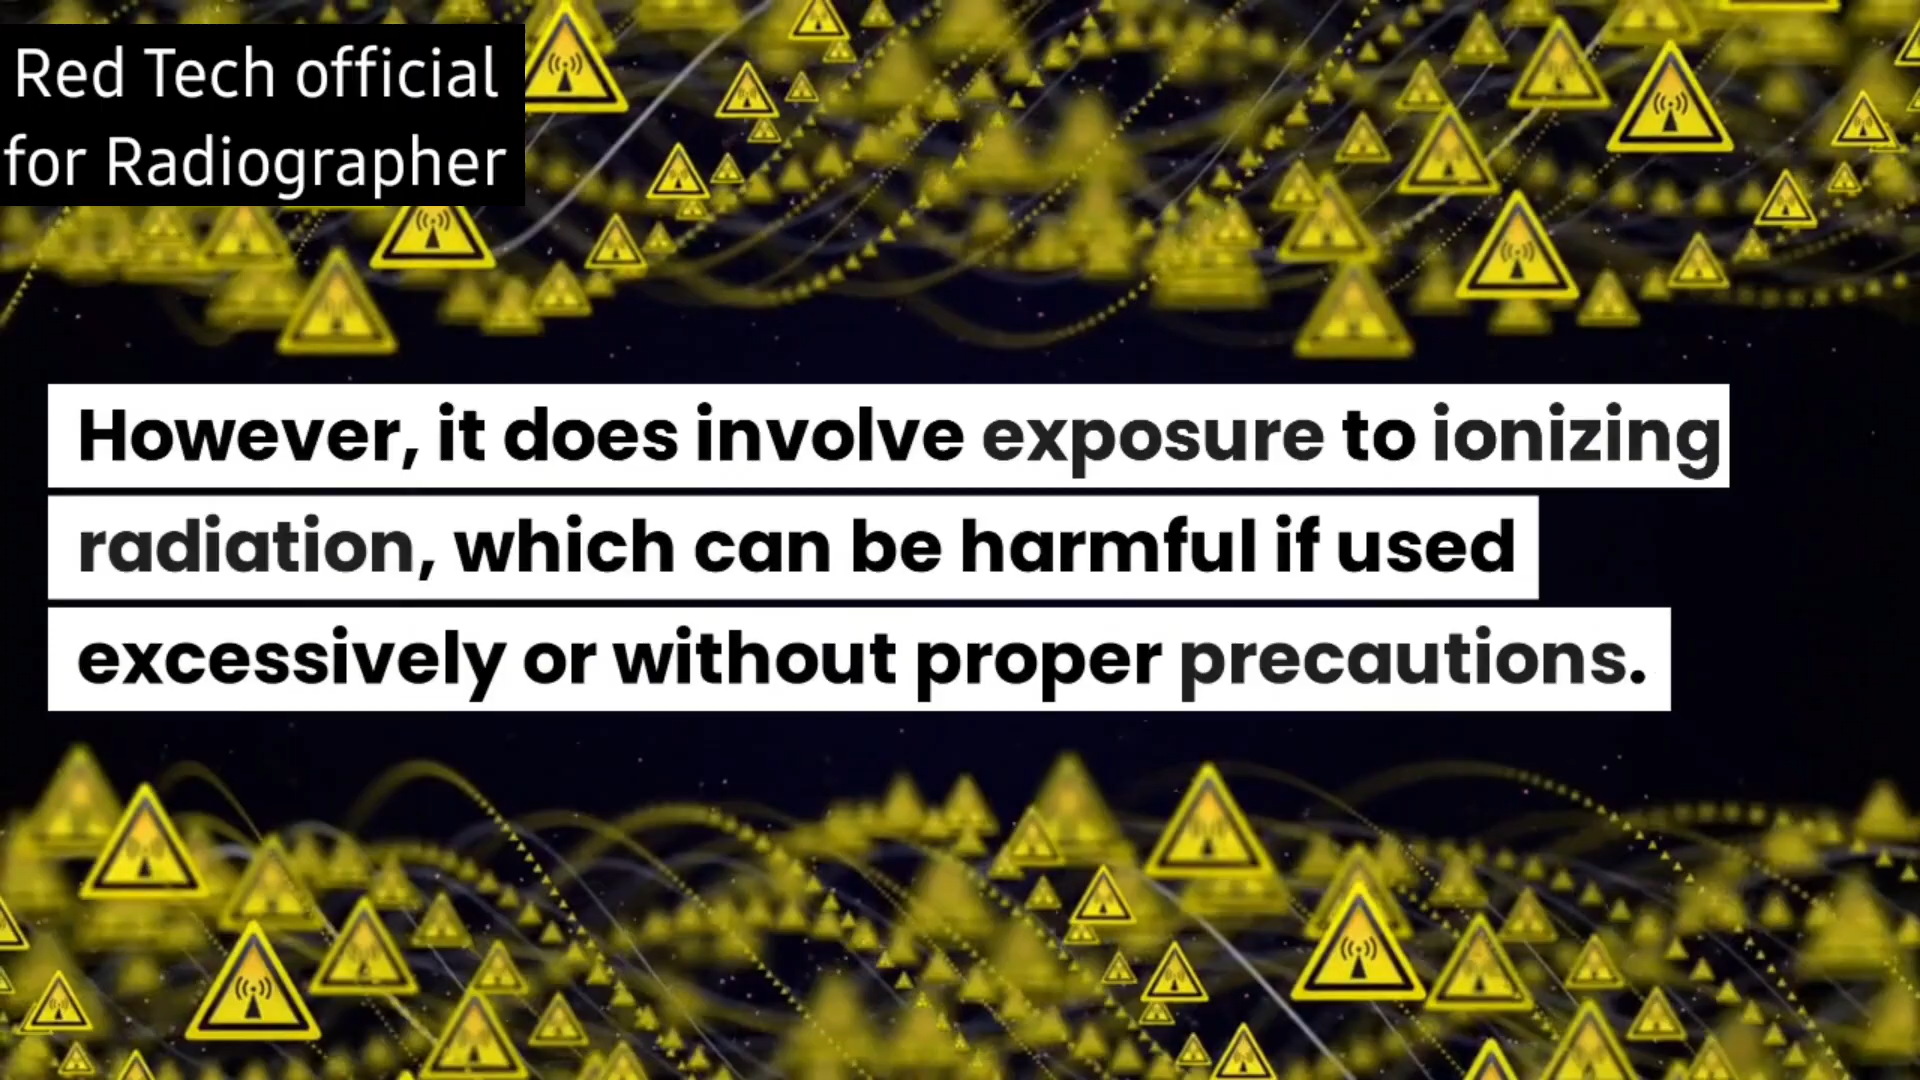 Red Tech official
for Radiographer
However, it does involve exposure to ionizing
radiation, which can be harmful if used
excessively or without proper precautions.